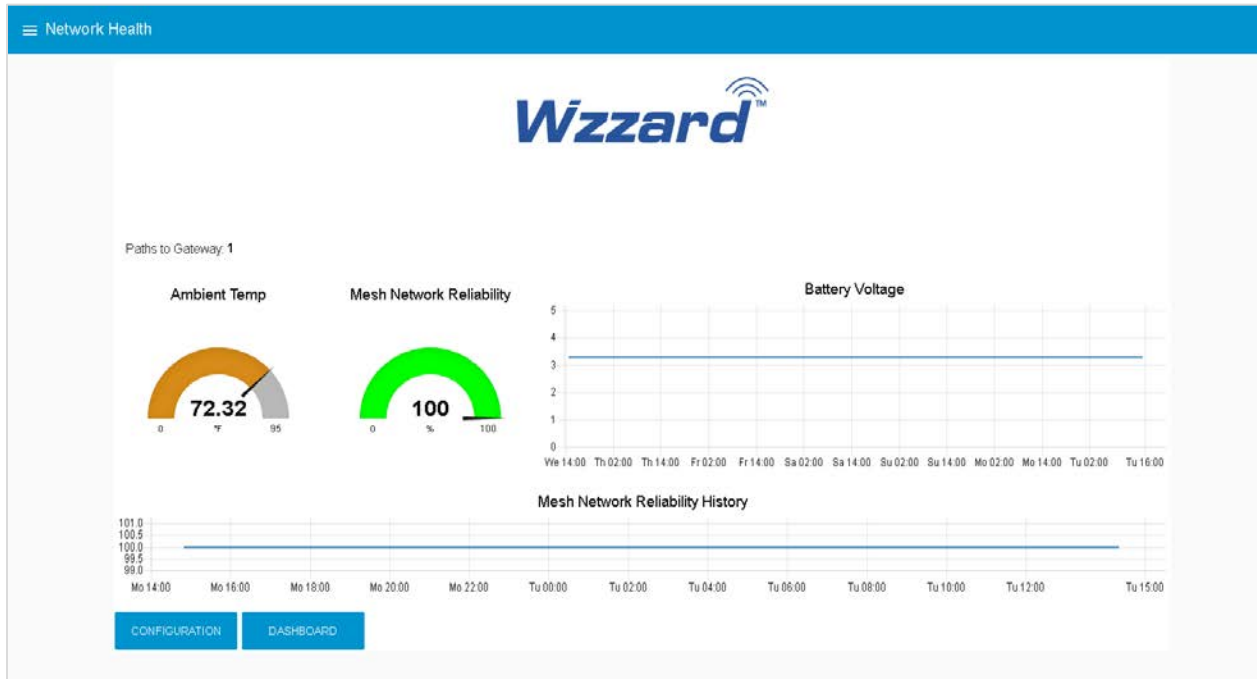 Network Health
Wzzard™
Paths to Gateway: 1
Ambient Temp
72.32
0 °F 95
Mesh Network Reliability
100
0 % 100
Battery Voltage
5
4
3
2
1
0
We 14:00 Th 02:00 Th 14:00 Fr 02:00 Fr 14:00 Sa 02:00 Sa 14:00 Su 02:00 Su 14:00 Mo 02:00 Mo 14:00 Tu 02:00 Tu 16:00
Mesh Network Reliability History
101.0
100.5
100.0
99.5
99.0
Mo 14:00 Mo 16:00 Mo 18:00 Mo 20:00 Mo 22:00 Tu 00:00 Tu 02:00 Tu 04:00 Tu 06:00 Tu 08:00 Tu 10:00 Tu 12:00 Tu 15:00
CONFIGURATION DASHBOARD